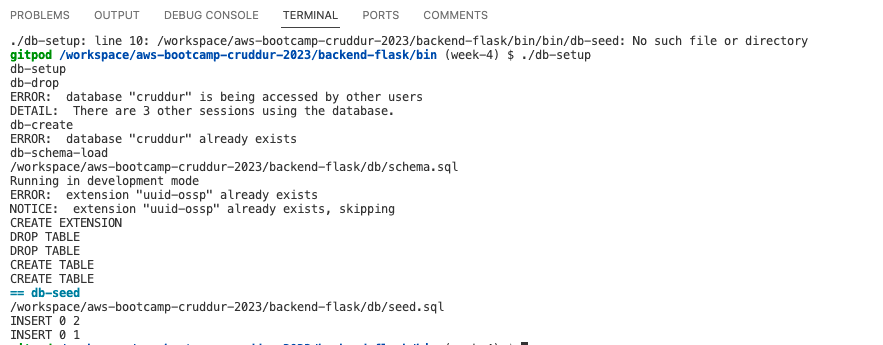 PROBLEMS OUTPUT DEBUG CONSOLE TERMINAL PORTS COMMENTS
./db-setup: line 10: /workspace/aws-bootcamp-cruddur-2023/backend-flask/bin/bin/db-seed: No such file or directory
gitpod /workspace/aws-bootcamp-cruddur-2023/backend-flask/bin (week-4) $ ./db-setup
db-setup
db-drop
ERROR:  database "cruddur" is being accessed by other users
DETAIL:  There are 3 other sessions using the database.
db-create
ERROR:  database "cruddur" already exists
db-schema-load
/workspace/aws-bootcamp-cruddur-2023/backend-flask/db/schema.sql
Running in development mode
ERROR:  extension "uuid-ossp" already exists
NOTICE:  extension "uuid-ossp" already exists, skipping
CREATE EXTENSION
DROP TABLE
DROP TABLE
CREATE TABLE
CREATE TABLE
== db-seed
/workspace/aws-bootcamp-cruddur-2023/backend-flask/db/seed.sql
INSERT 0 2
INSERT 0 1